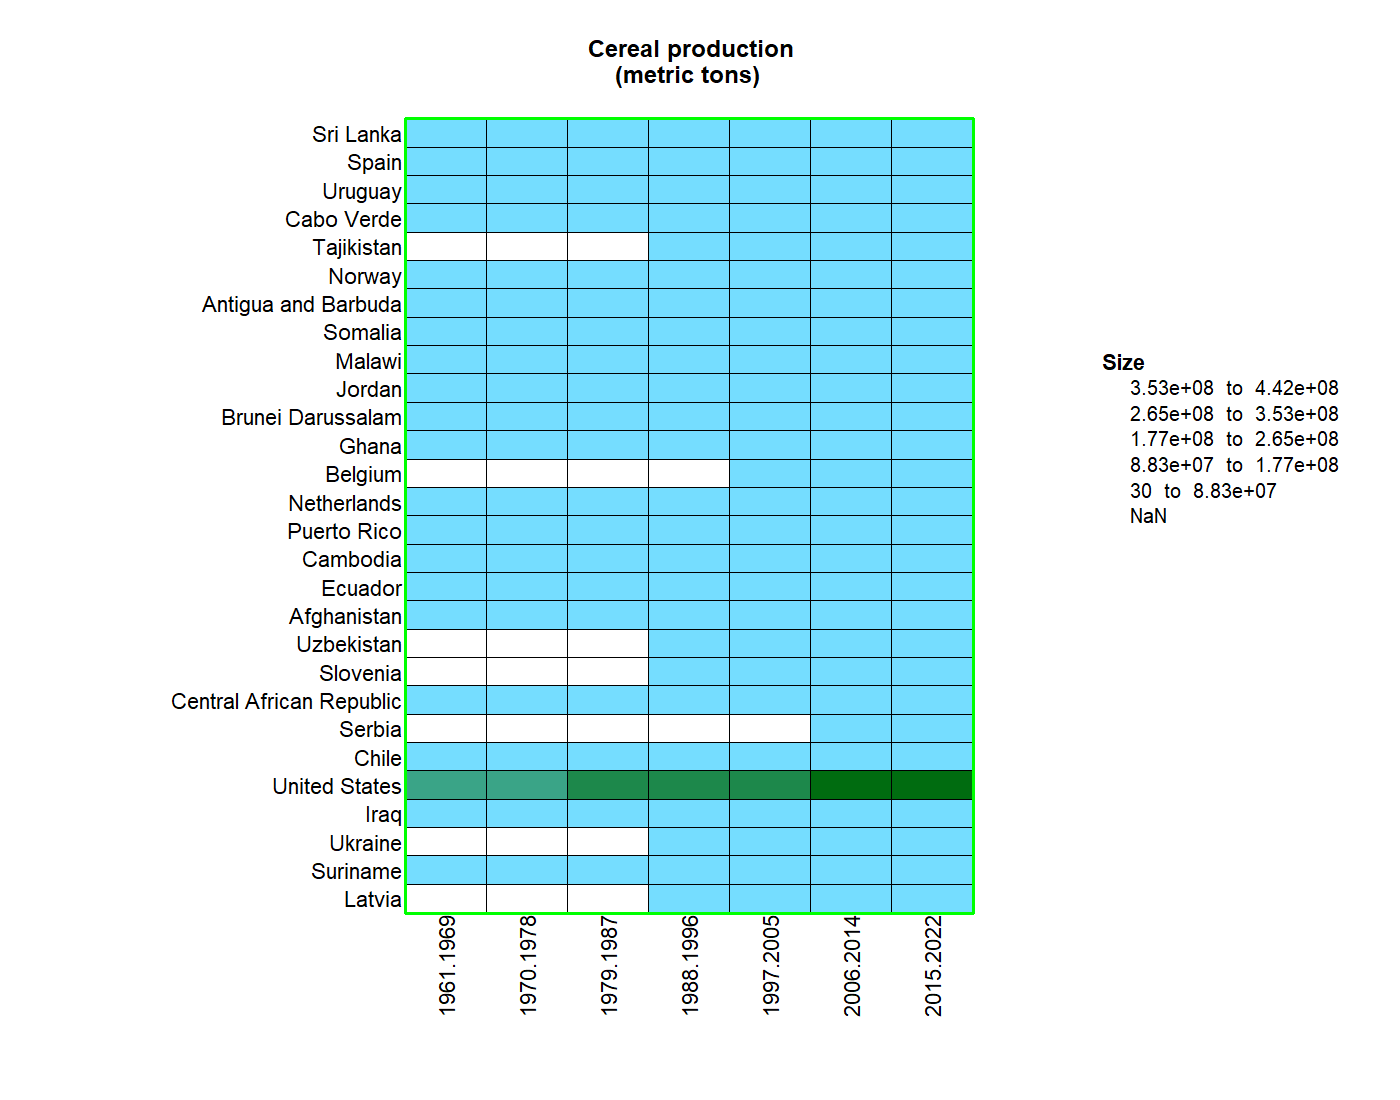 Cereal production
(metric tons)
Sri Lanka
Spain
Uruguay
Cabo Verde
Tajikistan
Norway
Antigua and Barbuda
Somalia
Malawi
Jordan
Brunei Darussalam
Ghana
Belgium
Netherlands
Puerto Rico
Cambodia
Ecuador
Afghanistan
Uzbekistan
Slovenia
Central African Republic
Serbia
Chile
United States
Iraq
Ukraine
Suriname
Latvia
1961.1969
1970.1978
1979.1987
1988.1996
1997.2005
2006.2014
2015.2022
Size
3.53e+08 to 4.42e+08
2.65e+08 to 3.53e+08
1.77e+08 to 2.65e+08
8.83e+07 to 1.77e+08
30 to 8.83e+07
NaN